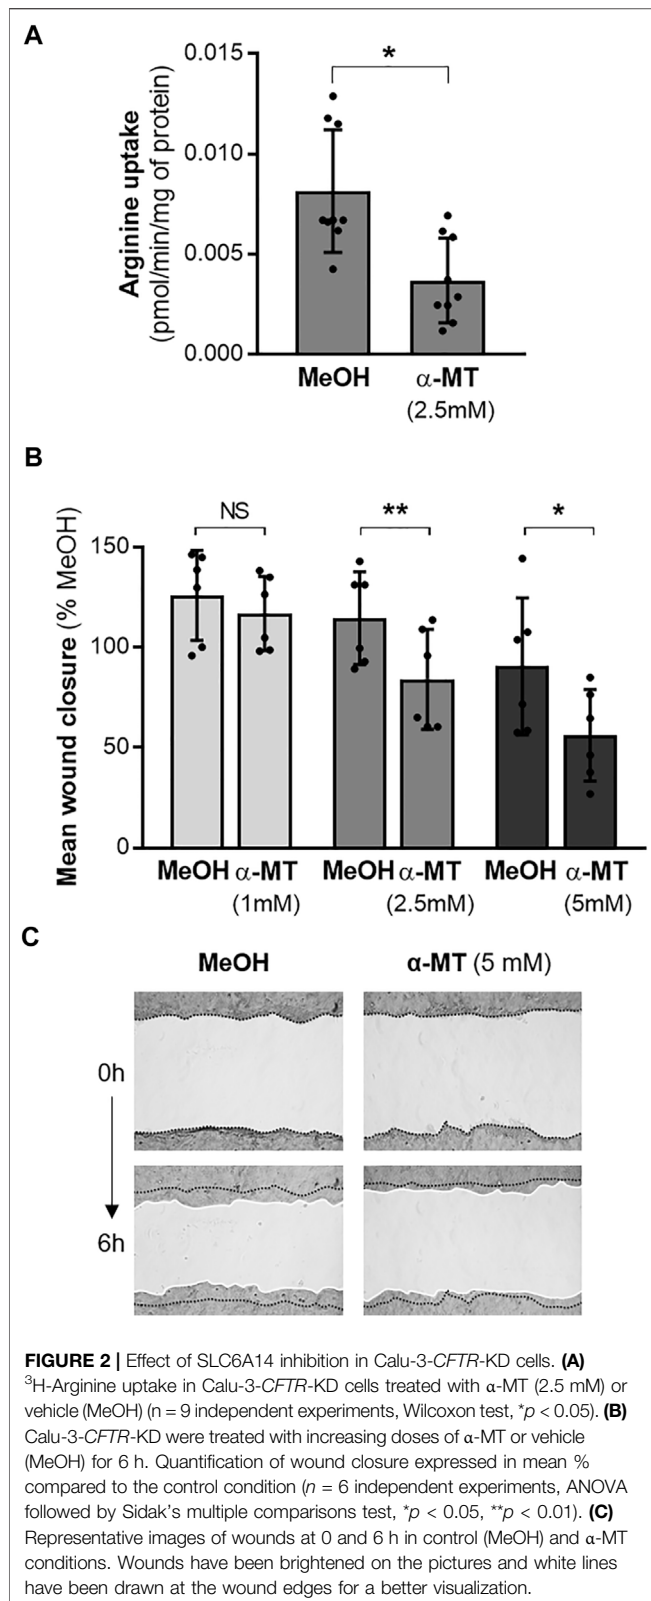 A
*
0.015
0.010
0.005
0.000
Arginine uptake
(pmol/min/mg of protein)
MeOH α-MT
(2.5mM)
B
NS
**
*
150
100
50
0
Mean wound closure (% MeOH)
MeOH α-MT
(1mM)
MeOH α-MT
(2.5mM)
MeOH α-MT
(5mM)
C
MeOH
α-MT (5 mM)
0h
6h
FIGURE 2 | Effect of SLC6A14 inhibition in Calu-3-CFTR-KD cells. (A)
³H-Arginine uptake in Calu-3-CFTR-KD cells treated with α-MT (2.5 mM) or
vehicle (MeOH) (n = 9 independent experiments, Wilcoxon test, *p < 0.05). (B)
Calu-3-CFTR-KD were treated with increasing doses of α-MT or vehicle
(MeOH) for 6 h. Quantification of wound closure expressed in mean %
compared to the control condition (n = 6 independent experiments, ANOVA
followed by Sidak's multiple comparisons test, *p < 0.05, **p < 0.01). (C)
Representative images of wounds at 0 and 6 h in control (MeOH) and α-MT
conditions. Wounds have been brightened on the pictures and white lines
have been drawn at the wound edges for a better visualization.